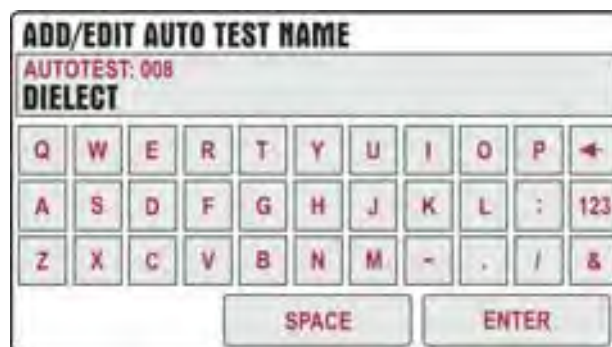 ADD/EDIT AUTO TEST NAME
AUTOTEST: 008
DIELECT
Q W E R T Y U I O P ←
A S D F G H J K L : 123
Z X C V B N M - . / &
SPACE ENTER